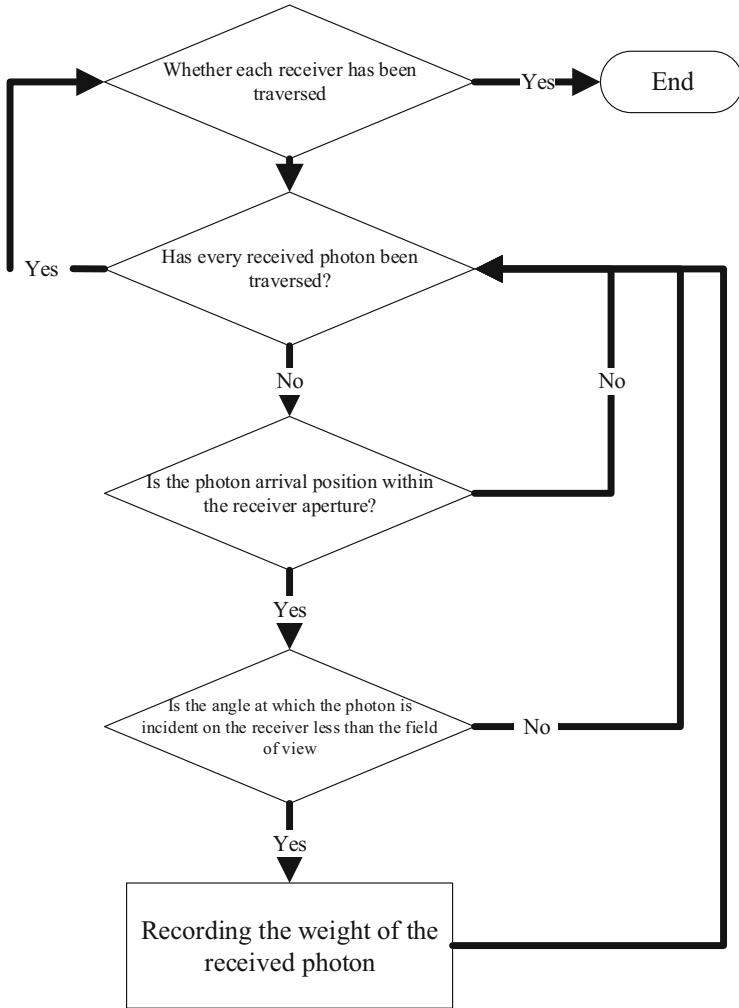 Whether each receiver has been
traversed
Yes
End
Has every received photon been
traversed?
Yes
No
No
Is the photon arrival position within
the receiver aperture?
Yes
Is the angle at which the photon is
incident on the receiver less than the field
of view
No
Yes
Recording the weight of the
received photon